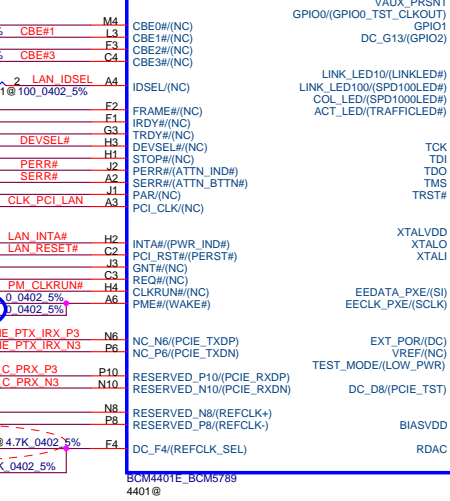 VAUX_PRSNT
GPIO0/(GPIO0_TST_CLKOUT)
M4 CBE0#/(NC) GPIO1
CBE#1 L3 CBE1#/(NC) DC_G13/(GPIO2)
F3 CBE2#/(NC)
CBE#3 C4 CBE3#/(NC)
2 LAN_IDSEL A4 IDSEL/(NC) LINK_LED10/(LINKLED#)
1@100_0402_5% LINK_LED100/(SPD100LED#)
COL_LED/(SPD1000LED#)
F2 FRAME#/(NC) ACT_LED/(TRAFFICLED#)
F1 IRDY#/(NC)
G3 TRDY#/(NC)
DEVSEL# H3 DEVSEL#/(NC) TCK
H1 STOP#/(NC) TDI
PERR# J2 PERR#/(ATTN_IND#) TDO
SERR# A2 SERR#/(ATTN_BTTN#) TMS
J1 PAR/(NC) TRST#
CLK_PCI_LAN A3 PCI_CLK/(NC)
XTALVDD
LAN_INTA# H2 INTA#/(PWR_IND#) XTALO
LAN_RESET# C2 PCI_RST#/(PERST#) XTALI
J3 GNT#/(NC)
C3 REQ#/(NC)
PM_CLKRUN# H4 CLKRUN#/(NC) EEDATA_PXE/(SI)
0_0402_5% A6 PME#/(WAKE#) EECLK_PXE/(SCLK)
0_0402_5%
E_PTX_IRX_P3 N6 NC_N6/(PCIE_TXDP) EXT_POR/(DC)
E_PTX_IRX_N3 P6 NC_P6/(PCIE_TXDN) VREF/(NC)
TEST_MODE/(LOW_PWR)
C_PRX_P3 P10 RESERVED_P10/(PCIE_RXDP)
C_PRX_N3 N10 RESERVED_N10/(PCIE_RXDN) DC_D8/(PCIE_TST)
N8 RESERVED_N8/(REFCLK+)
P8 RESERVED_P8/(REFCLK-) BIASVDD
@4.7K_0402_5% F4 DC_F4/(REFCLK_SEL) RDAC
K_0402_5%
BCM4401E_BCM5789
4401@